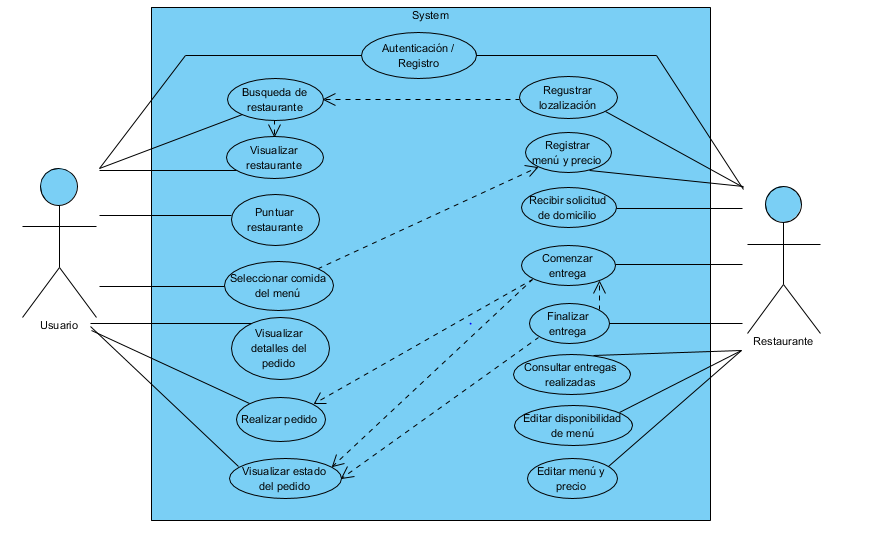 System
Autenticación /
Registro
Busqueda de
restaurante
Regustrar
lozalización
Visualizar
restaurante
Registrar
menú y precio
Puntuar
restaurante
Recibir solicitud
de domicilio
Seleccionar comida
del menú
Comenzar
entrega
Usuario
Visualizar
detalles del
pedido
Finalizar
entrega
Restaurante
Consultar entregas
realizadas
Realizar pedido
Editar disponibilidad
de menú
Visualizar estado
del pedido
Editar menú y
precio